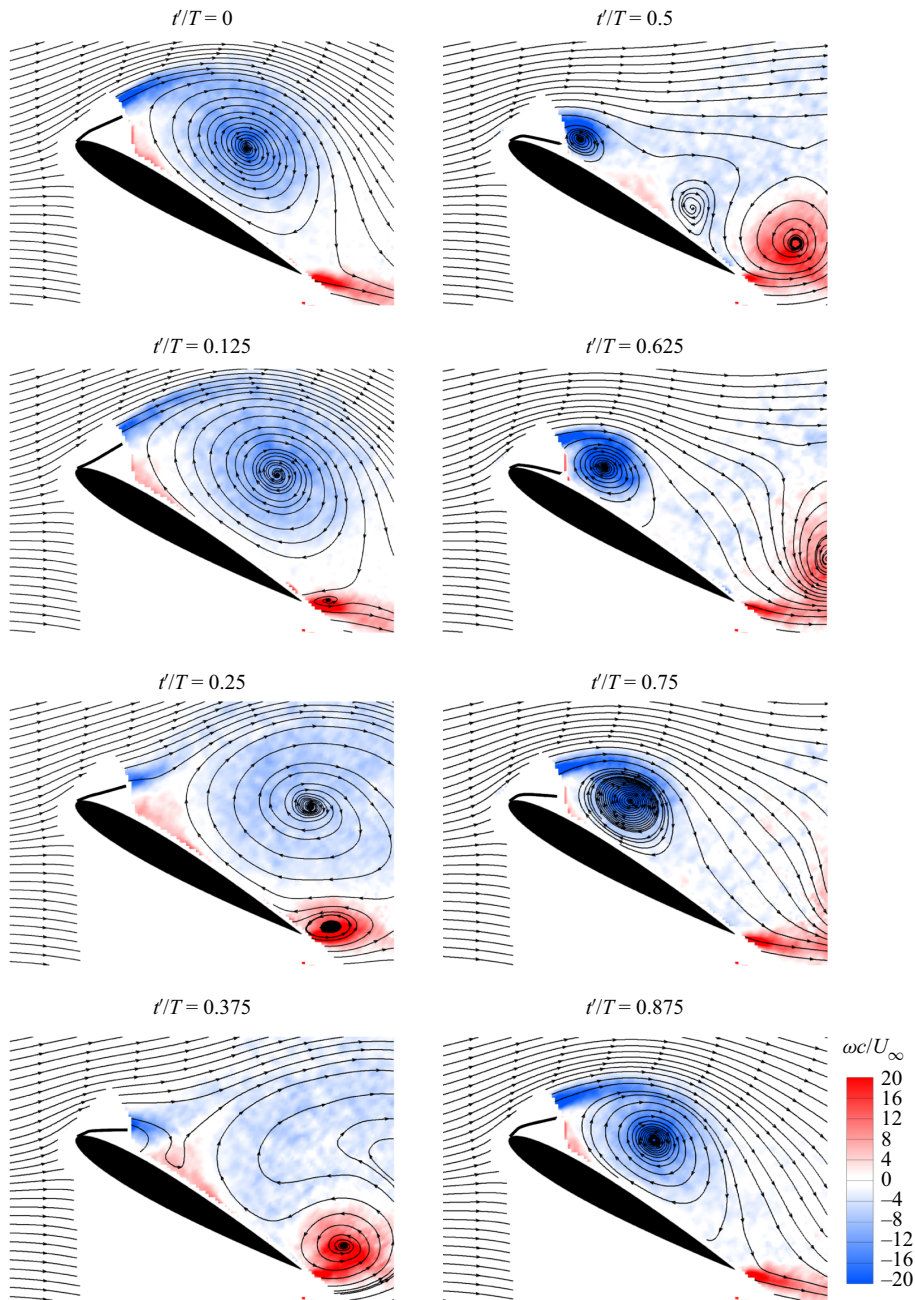 t′/T = 0
t′/T = 0.5
t′/T = 0.125
t′/T = 0.625
t′/T = 0.25
t′/T = 0.75
t′/T = 0.375
t′/T = 0.875
ωc/U∞
20
16
12
8
4
0
–4
–8
–12
–16
–20